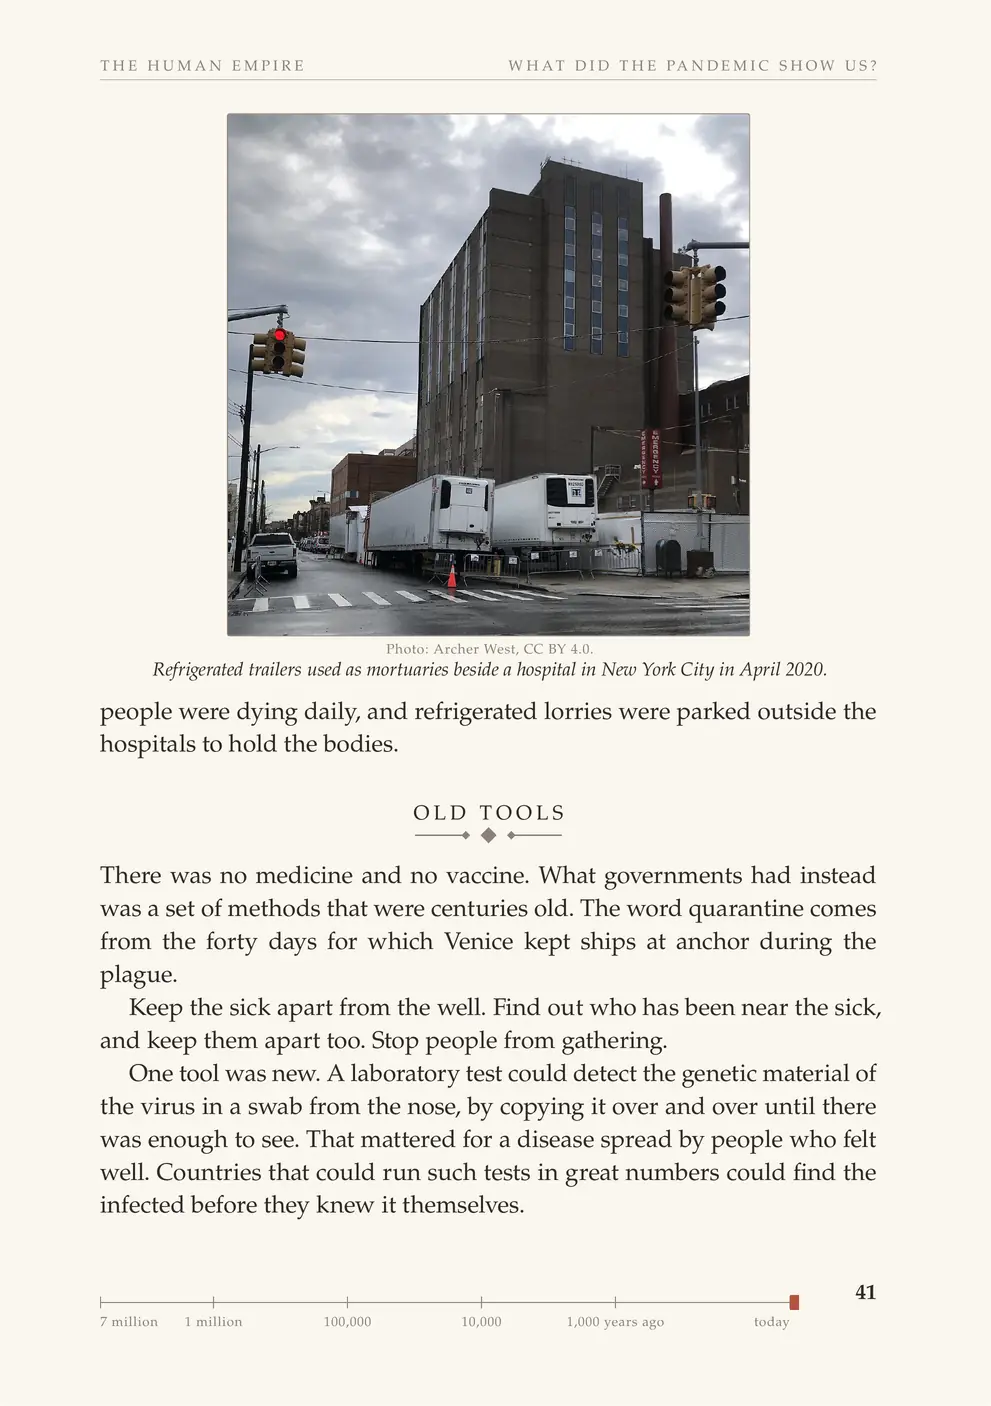 THE HUMAN EMPIRE
WHAT DID THE PANDEMIC SHOW US?
EMERGENCY
EMERGENCY
Photo: Archer West, CC BY 4.0.
Refrigerated trailers used as mortuaries beside a hospital in New York City in April 2020.
people were dying daily, and refrigerated lorries were parked outside the
hospitals to hold the bodies.
OLD TOOLS
There was no medicine and no vaccine. What governments had instead
was a set of methods that were centuries old. The word quarantine comes
from the forty days for which Venice kept ships at anchor during the
plague.
Keep the sick apart from the well. Find out who has been near the sick,
and keep them apart too. Stop people from gathering.
One tool was new. A laboratory test could detect the genetic material of
the virus in a swab from the nose, by copying it over and over until there
was enough to see. That mattered for a disease spread by people who felt
well. Countries that could run such tests in great numbers could find the
infected before they knew it themselves.
41
7 million 1 million 100,000 10,000 1,000 years ago today